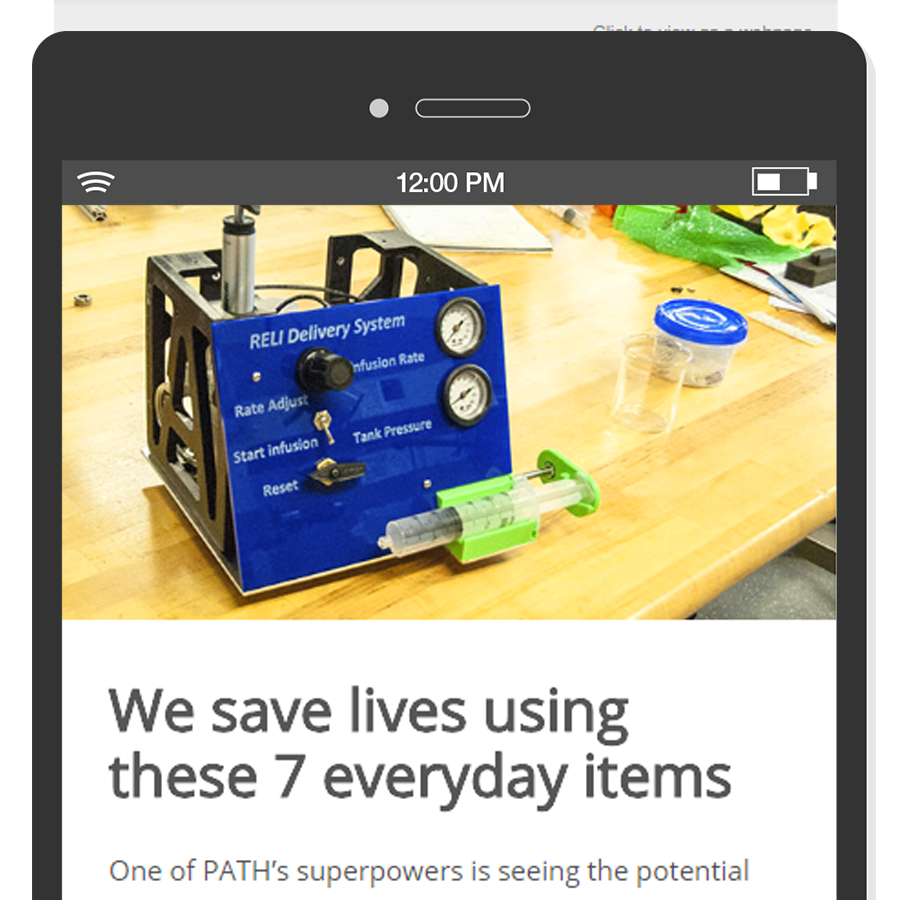 Click to view as a webpage
12:00 PM
RELI Delivery System
Infusion Rate
Rate Adjust
Tank Pressure
Start infusion
Reset
We save lives using
these 7 everyday items
One of PATH's superpowers is seeing the potential